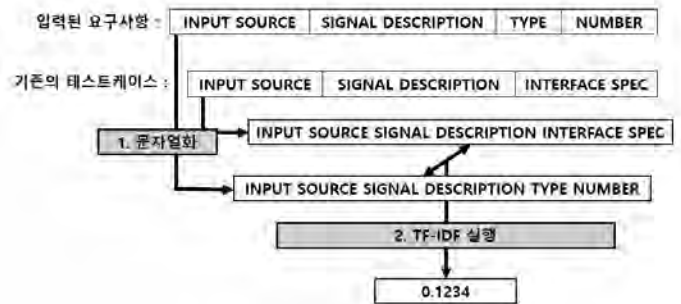 입력된 요구사항 : INPUT SOURCE SIGNAL DESCRIPTION TYPE NUMBER
기존의 테스트케이스 : INPUT SOURCE SIGNAL DESCRIPTION INTERFACE SPEC
INPUT SOURCE SIGNAL DESCRIPTION INTERFACE SPEC
1. 문자열화
INPUT SOURCE SIGNAL DESCRIPTION TYPE NUMBER
2. TF-IDF 실행
0.1234